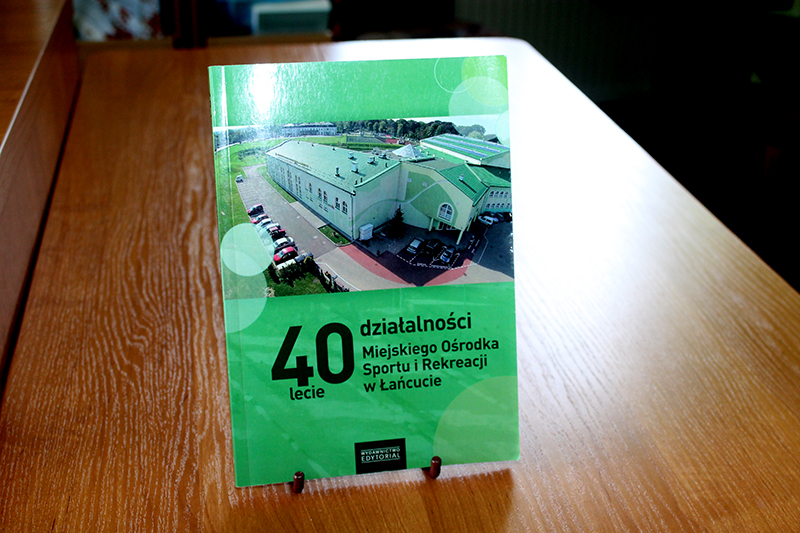 40
lecie
działalności
Miejskiego Ośrodka
Sportu i Rekreacji
w Łańcucie
WYDAWNICTWO
EDYTORIAL